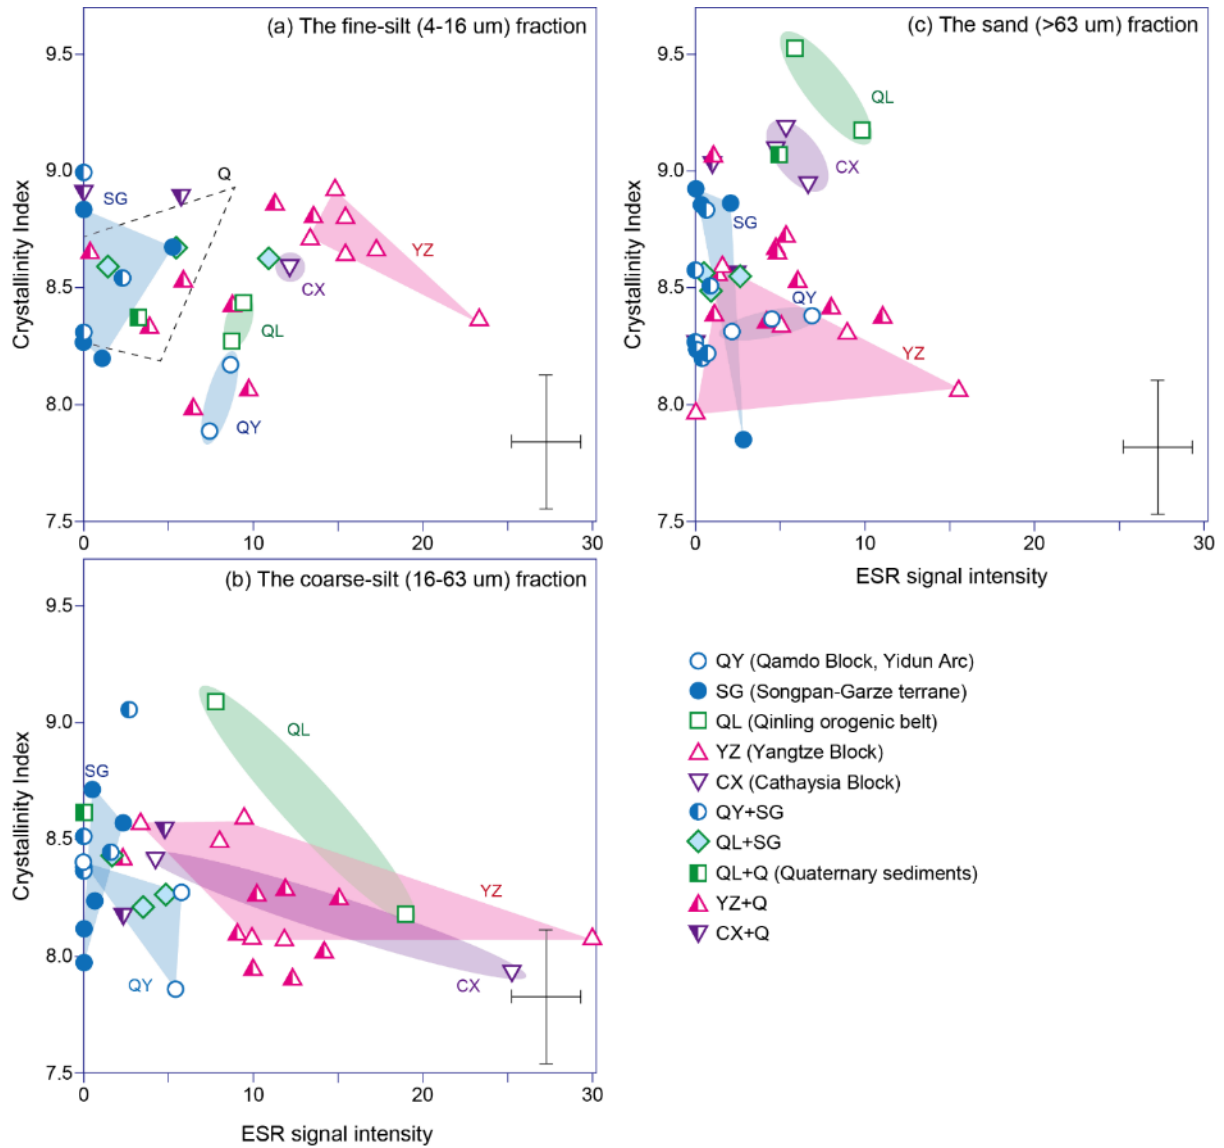 (a) The fine-silt (4-16 um) fraction
9.5
9.0
8.5
8.0
7.5
Crystallinity Index
SG
Q
YZ
CX
QL
QY
0
10
20
30
(c) The sand (>63 um) fraction
9.5
9.0
8.5
8.0
7.5
Crystallinity Index
QL
CX
SG
QY
YZ
0
10
20
30
ESR signal intensity
(b) The coarse-silt (16-63 um) fraction
9.5
9.0
8.5
8.0
7.5
Crystallinity Index
QL
SG
YZ
QY
CX
0
10
20
30
ESR signal intensity
QY (Qamdo Block, Yidun Arc)
SG (Songpan-Garze terrane)
QL (Qinling orogenic belt)
YZ (Yangtze Block)
CX (Cathaysia Block)
QY+SG
QL+SG
QL+Q (Quaternary sediments)
YZ+Q
CX+Q